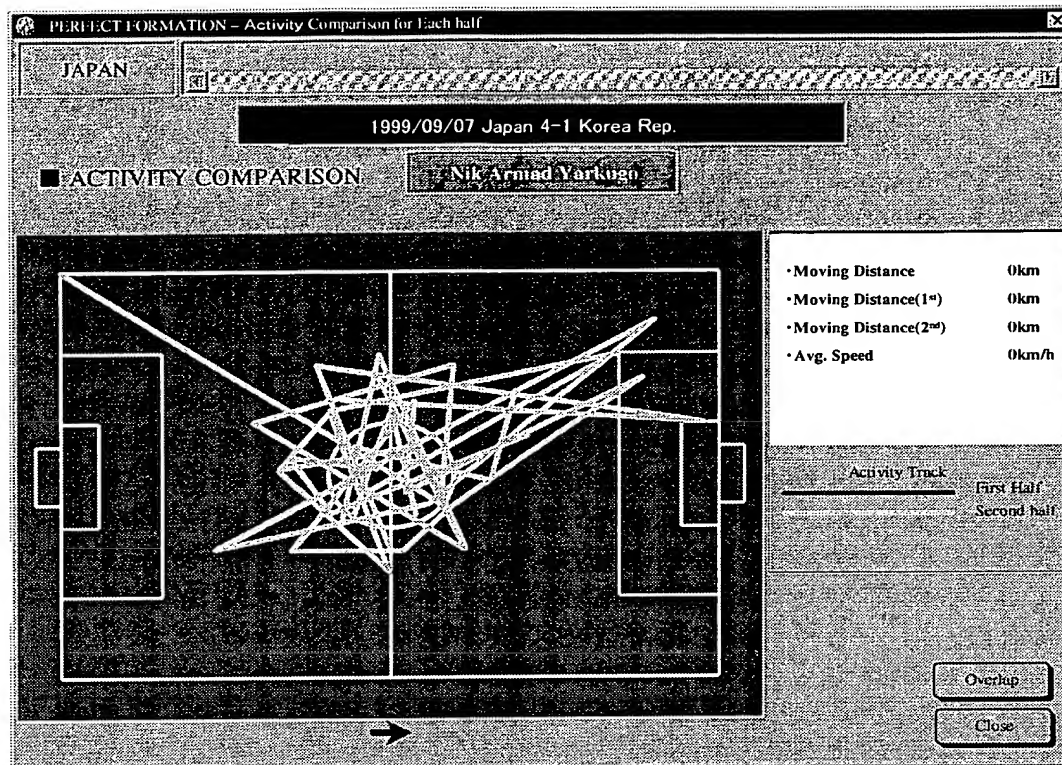 PERFECT FORMATION – Activity Comparison for Each half
JAPAN
1999/09/07 Japan 4-1 Korea Rep.
■ ACTIVITY COMPARISON
Nik Armad Yarkugo
·Moving Distance 0km
·Moving Distance(1st) 0km
·Moving Distance(2nd) 0km
·Avg. Speed 0km/h
Activity Track
First Half
Second half
Overlap
Close